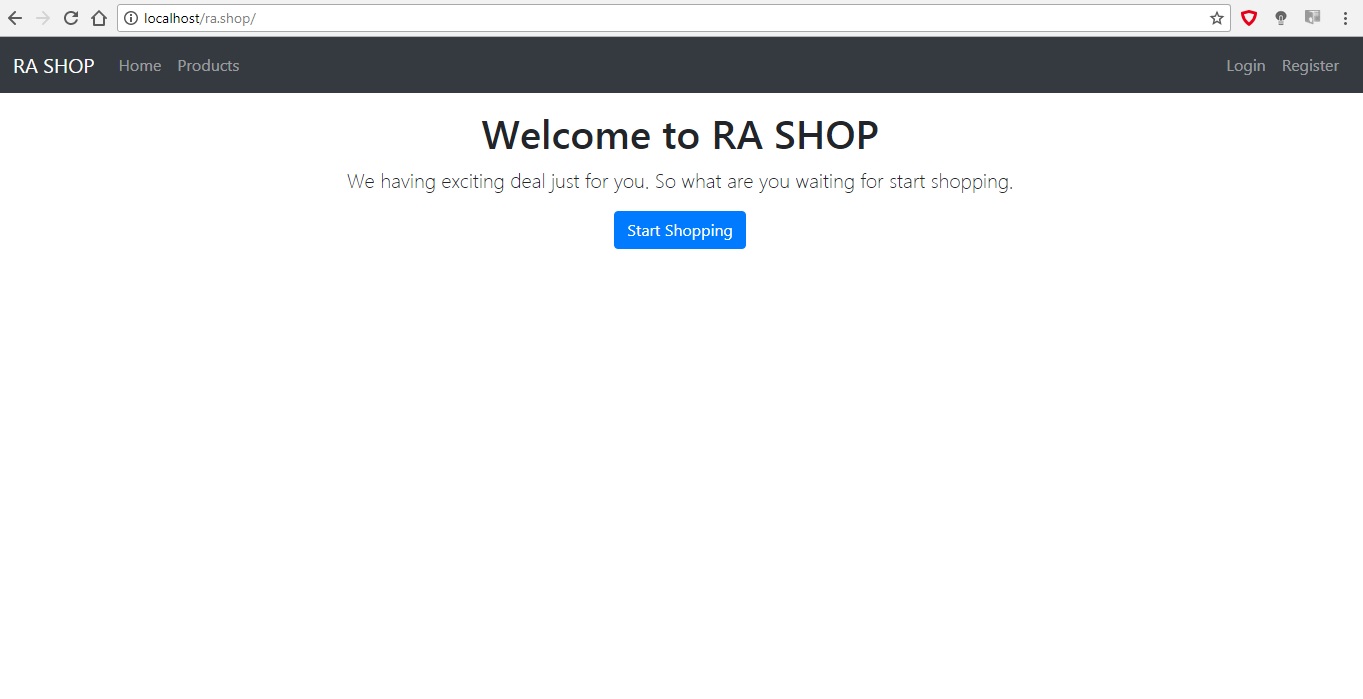 localhost/ra.shop/
RA SHOP Home Products Login Register
Welcome to RA SHOP
We having exciting deal just for you. So what are you waiting for start shopping.
Start Shopping